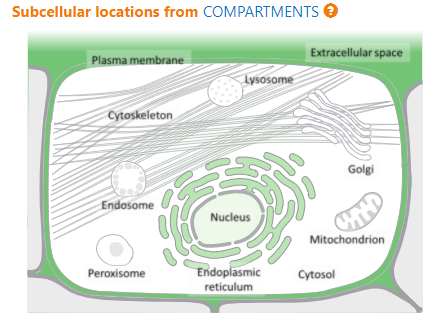 Subcellular locations from COMPARTMENTS ?
Plasma membrane
Extracellular space
Lysosome
Cytoskeleton
Golgi
Endosome
Nucleus
Mitochondrion
Peroxisome
Endoplasmic
reticulum
Cytosol